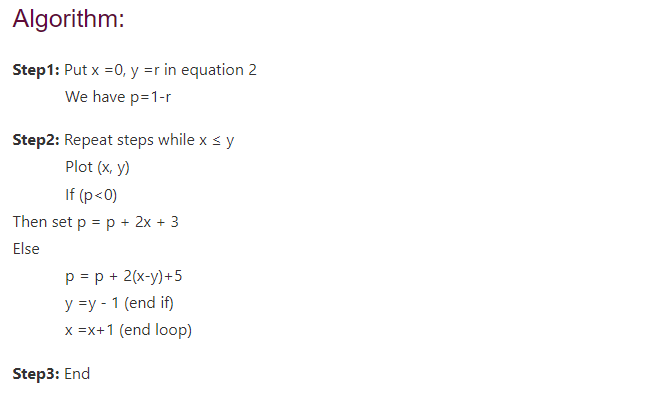 Algorithm:
Step1: Put x =0, y =r in equation 2
We have p=1-r
Step2: Repeat steps while x ≤ y
Plot (x, y)
If (p<0)
Then set p = p + 2x + 3
Else
p = p + 2(x-y)+5
y =y - 1 (end if)
x =x+1 (end loop)
Step3: End